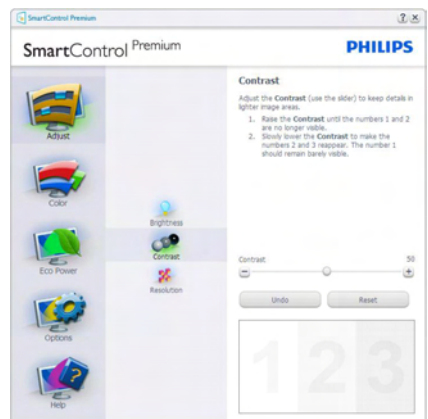 SmartControl Premium
SmartControl Premium
PHILIPS
Adjust
Color
Eco Power
Options
Help
Brightness
Contrast
Resolution
Contrast
Adjust the Contrast (use the slider) to keep details in
lighter image areas.
1. Raise the Contrast until the numbers 1 and 2
are no longer visible.
2. Slowly lower the Contrast to make the
numbers 2 and 3 reappear. The number 1
should remain barely visible.
Contrast 50
Undo Reset
1 2 3